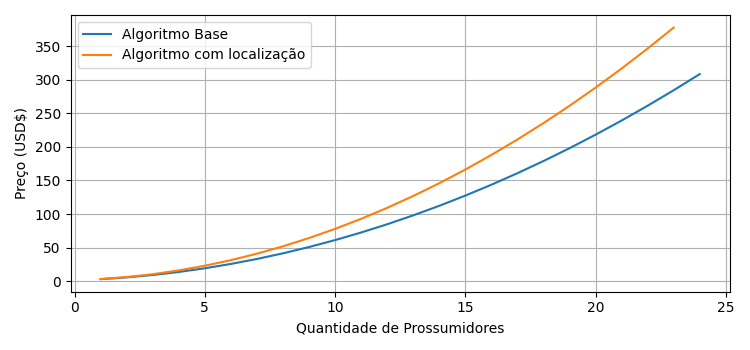 Algoritmo Base
Algoritmo com localização
350
300
250
200
150
100
50
0
Preço (USD$)
0 5 10 15 20 25
Quantidade de Prossumidores